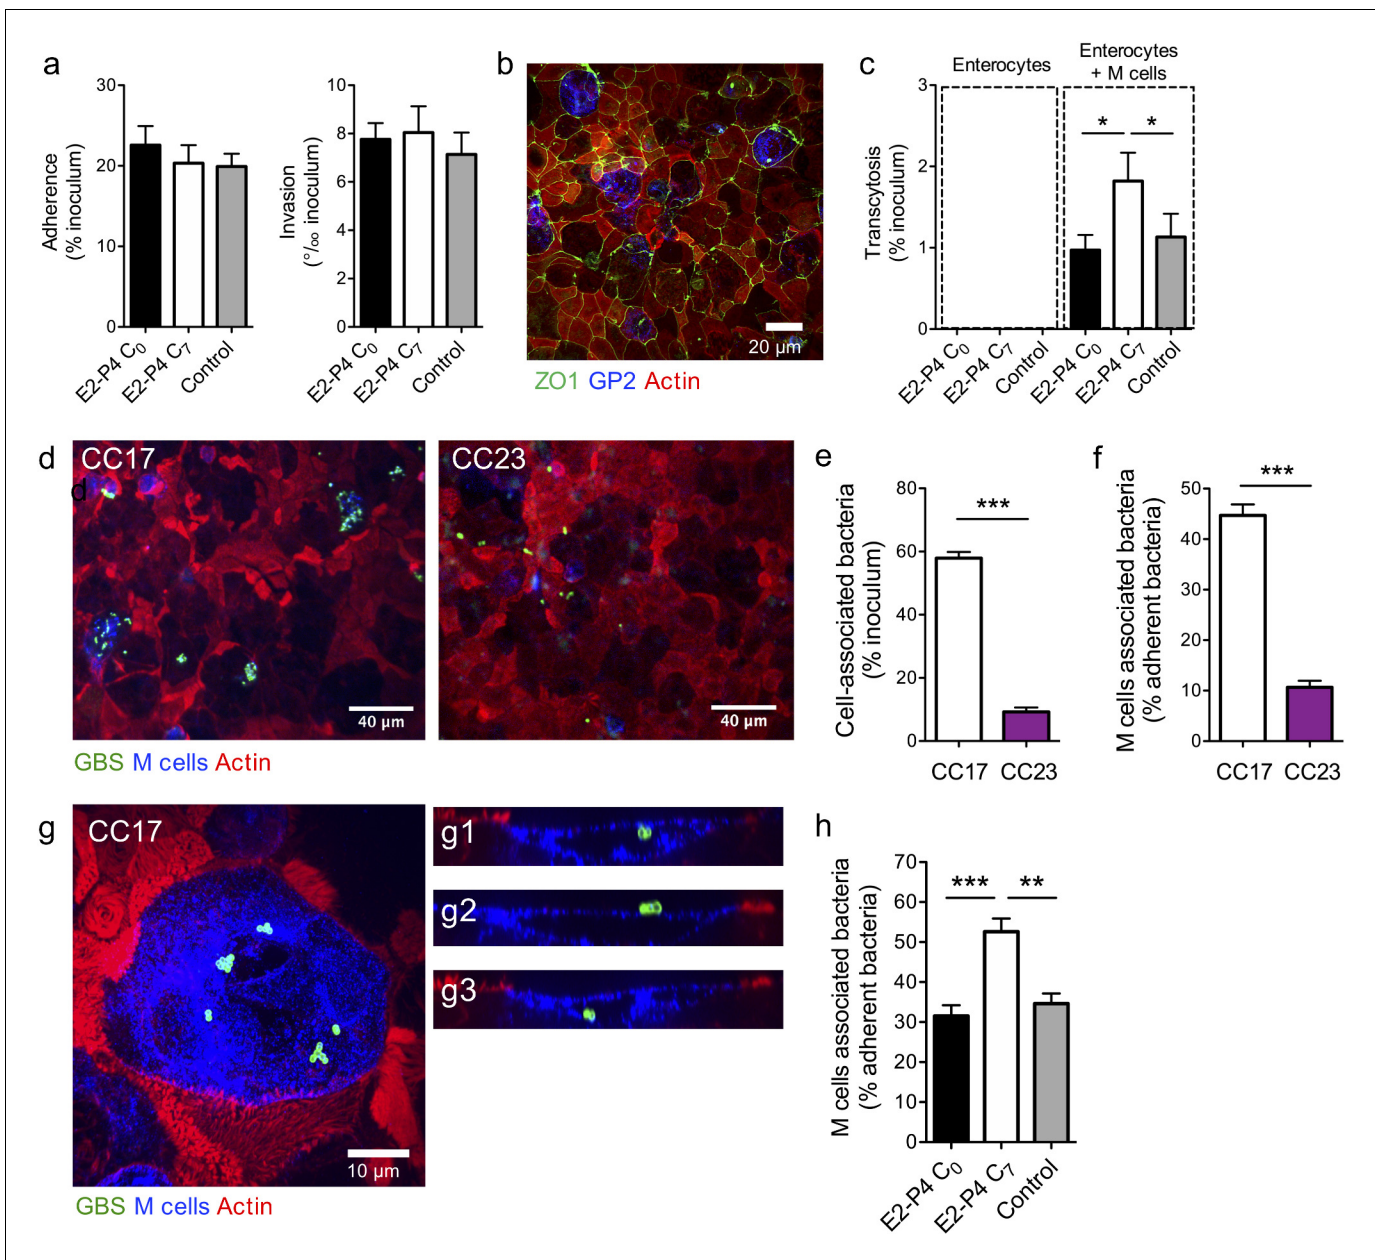 a
30
20
10
0
Adherence
(% inoculum)
E2-P4 C0
E2-P4 C7
Control
10
8
6
4
2
0
Invasion
(°/₀₀ inoculum)
E2-P4 C0
E2-P4 C7
Control
b
20 µm
ZO1 GP2 Actin
c
Enterocytes
Enterocytes
+ M cells
3
2
1
0
Transcytosis
(% inoculum)
* *
E2-P4 C0
E2-P4 C7
Control
E2-P4 C0
E2-P4 C7
Control
d
d
CC17
40 µm
CC23
40 µm
GBS M cells Actin
e
80
60
40
20
0
Cell-associated bacteria
(% inoculum)
***
CC17 CC23
f
50
40
30
20
10
0
M cells associated bacteria
(% adherent bacteria)
***
CC17 CC23
g
CC17
10 µm
GBS M cells Actin
g1
g2
g3
h
70
60
50
40
30
20
10
0
M cells associated bacteria
(% adherent bacteria)
*** **
E2-P4 C0
E2-P4 C7
Control